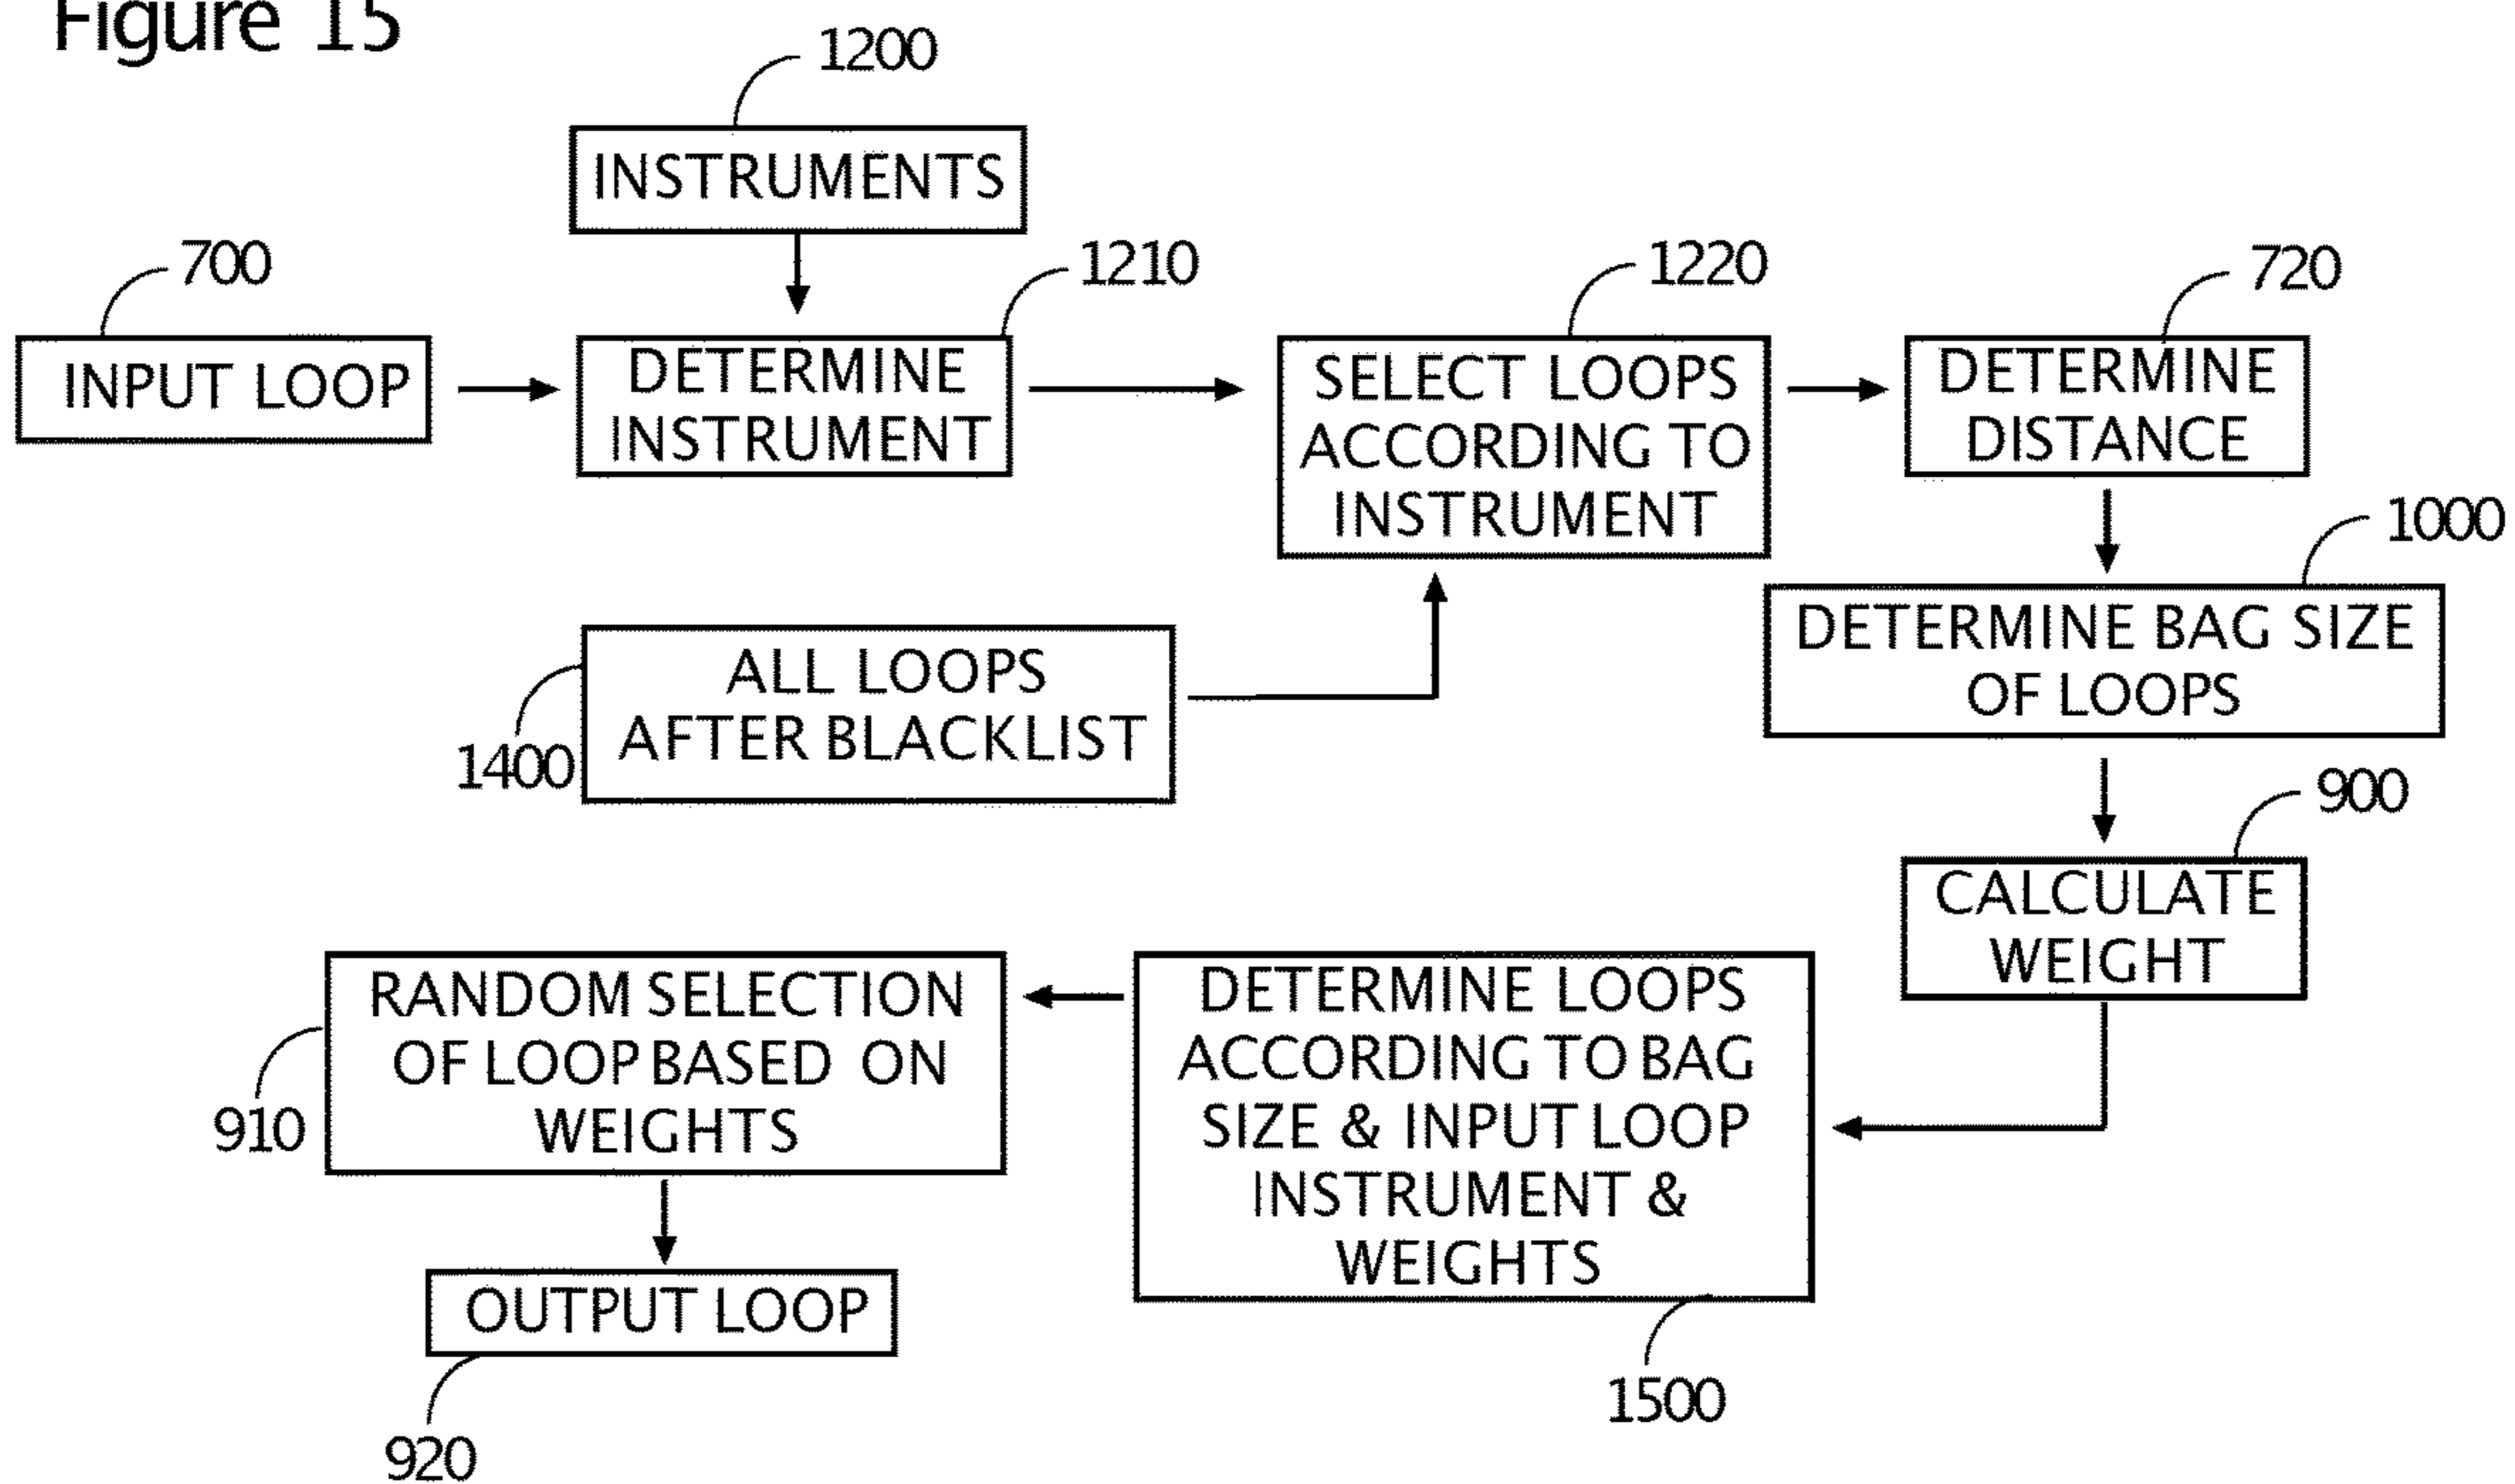 Figure 15
1200
INSTRUMENTS
700
1210
1220
720
INPUT LOOP
DETERMINE
INSTRUMENT
SELECT LOOPS
ACCORDING TO
INSTRUMENT
DETERMINE
DISTANCE
1000
DETERMINE BAG SIZE
OF LOOPS
ALL LOOPS
AFTER BLACKLIST
1400
900
CALCULATE
WEIGHT
RANDOM SELECTION
OF LOOP BASED ON
WEIGHTS
910
DETERMINE LOOPS
ACCORDING TO BAG
SIZE & INPUT LOOP
INSTRUMENT &
WEIGHTS
OUTPUT LOOP
1500
920